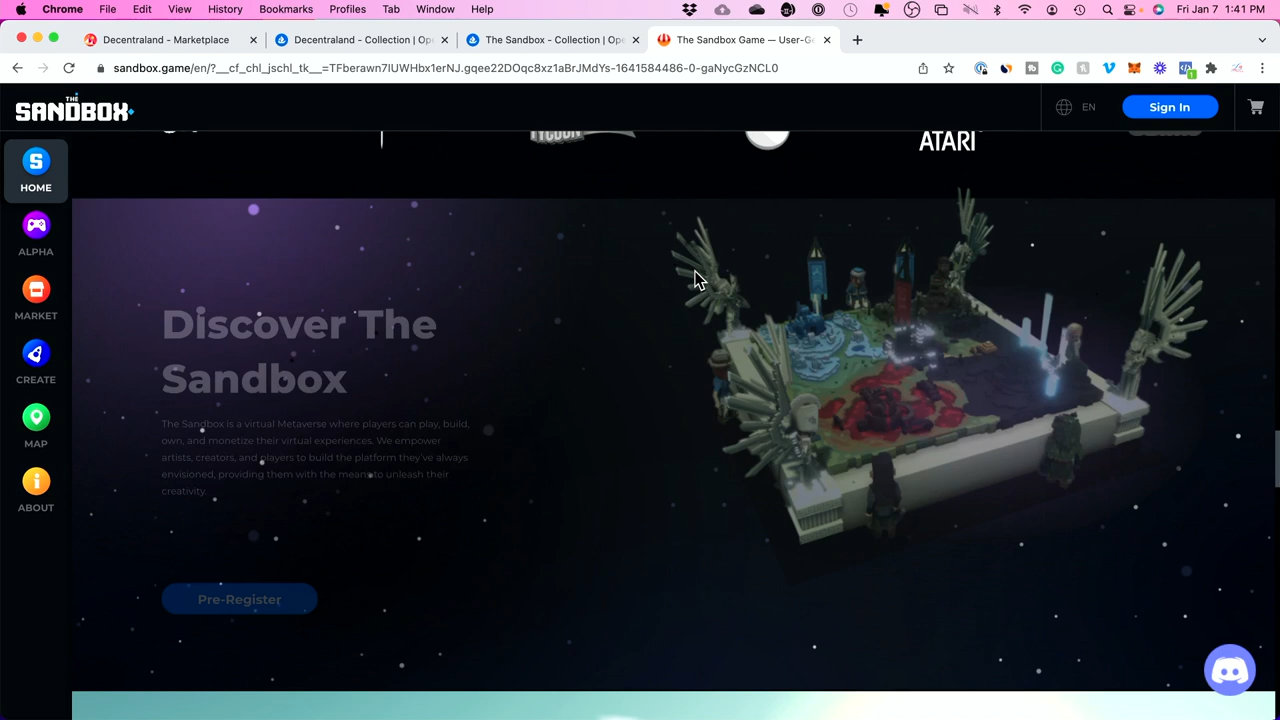 Chrome File Edit View History Bookmarks Profiles Tab Window Help Fri Jan 7 1:41 PM
Decentraland - Marketplace Decentraland - Collection | Ope The Sandbox - Collection | Open The Sandbox Game — User-Ge
sandbox.game/en/?__cf_chl_jschl_tk__=TFberawn7IUWHbx1erNJ.gqee22DOqc8xz1aBrJMdYs-1641584486-0-gaNycGzNCL0
THE SANDBOX EN Sign In
TYCOON ATARI
HOME
ALPHA
MARKET
CREATE
MAP
ABOUT
Discover The
Sandbox
The Sandbox is a virtual Metaverse where players can play, build,
own, and monetize their virtual experiences. We empower
artists, creators, and players to build the platform they've always
envisioned, providing them with the means to unleash their
creativity.
Pre-Register